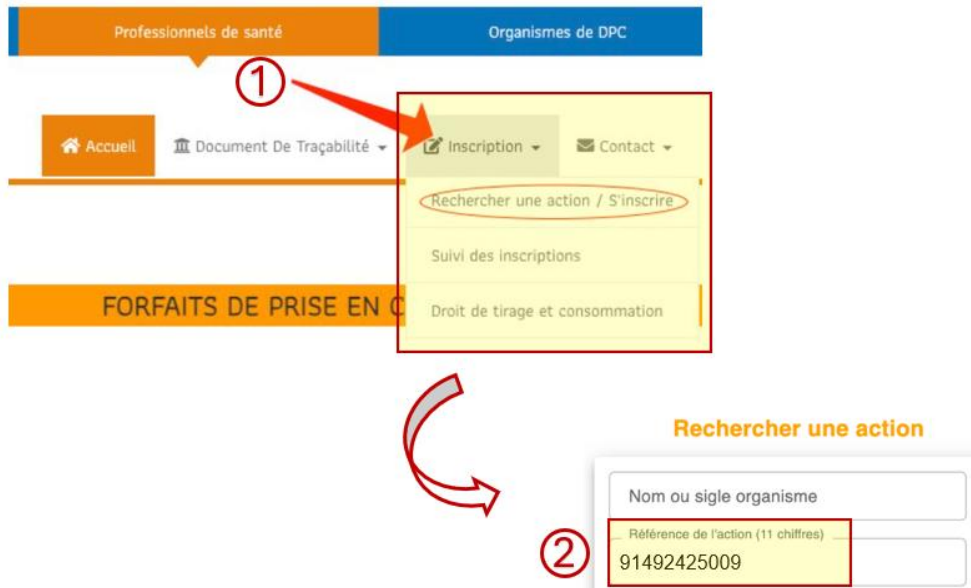 Professionnels de santé Organismes de DPC
①
Accueil Document De Traçabilité Inscription Contact
Rechercher une action / S'inscrire
Suivi des inscriptions
FORFAITS DE PRISE EN C Droit de tirage et consommation
Rechercher une action
Nom ou sigle organisme
Référence de l'action (11 chiffres)
② 91492425009